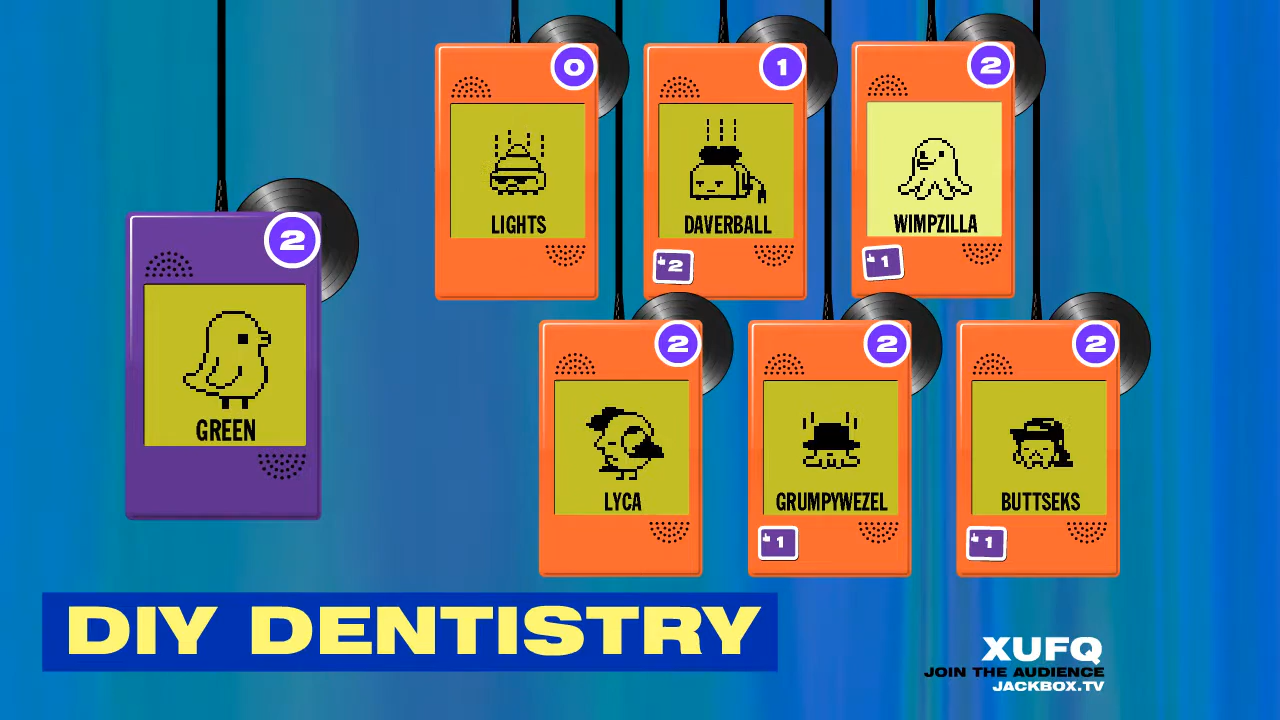 0
LIGHTS
1
DAVERBALL
2
2
WIMPZILLA
1
2
GREEN
2
LYCA
2
GRUMPYWEZEL
1
2
BUTTSEKS
1
DIY DENTISTRY
XUFQ
JOIN THE AUDIENCE
JACKBOX.TV